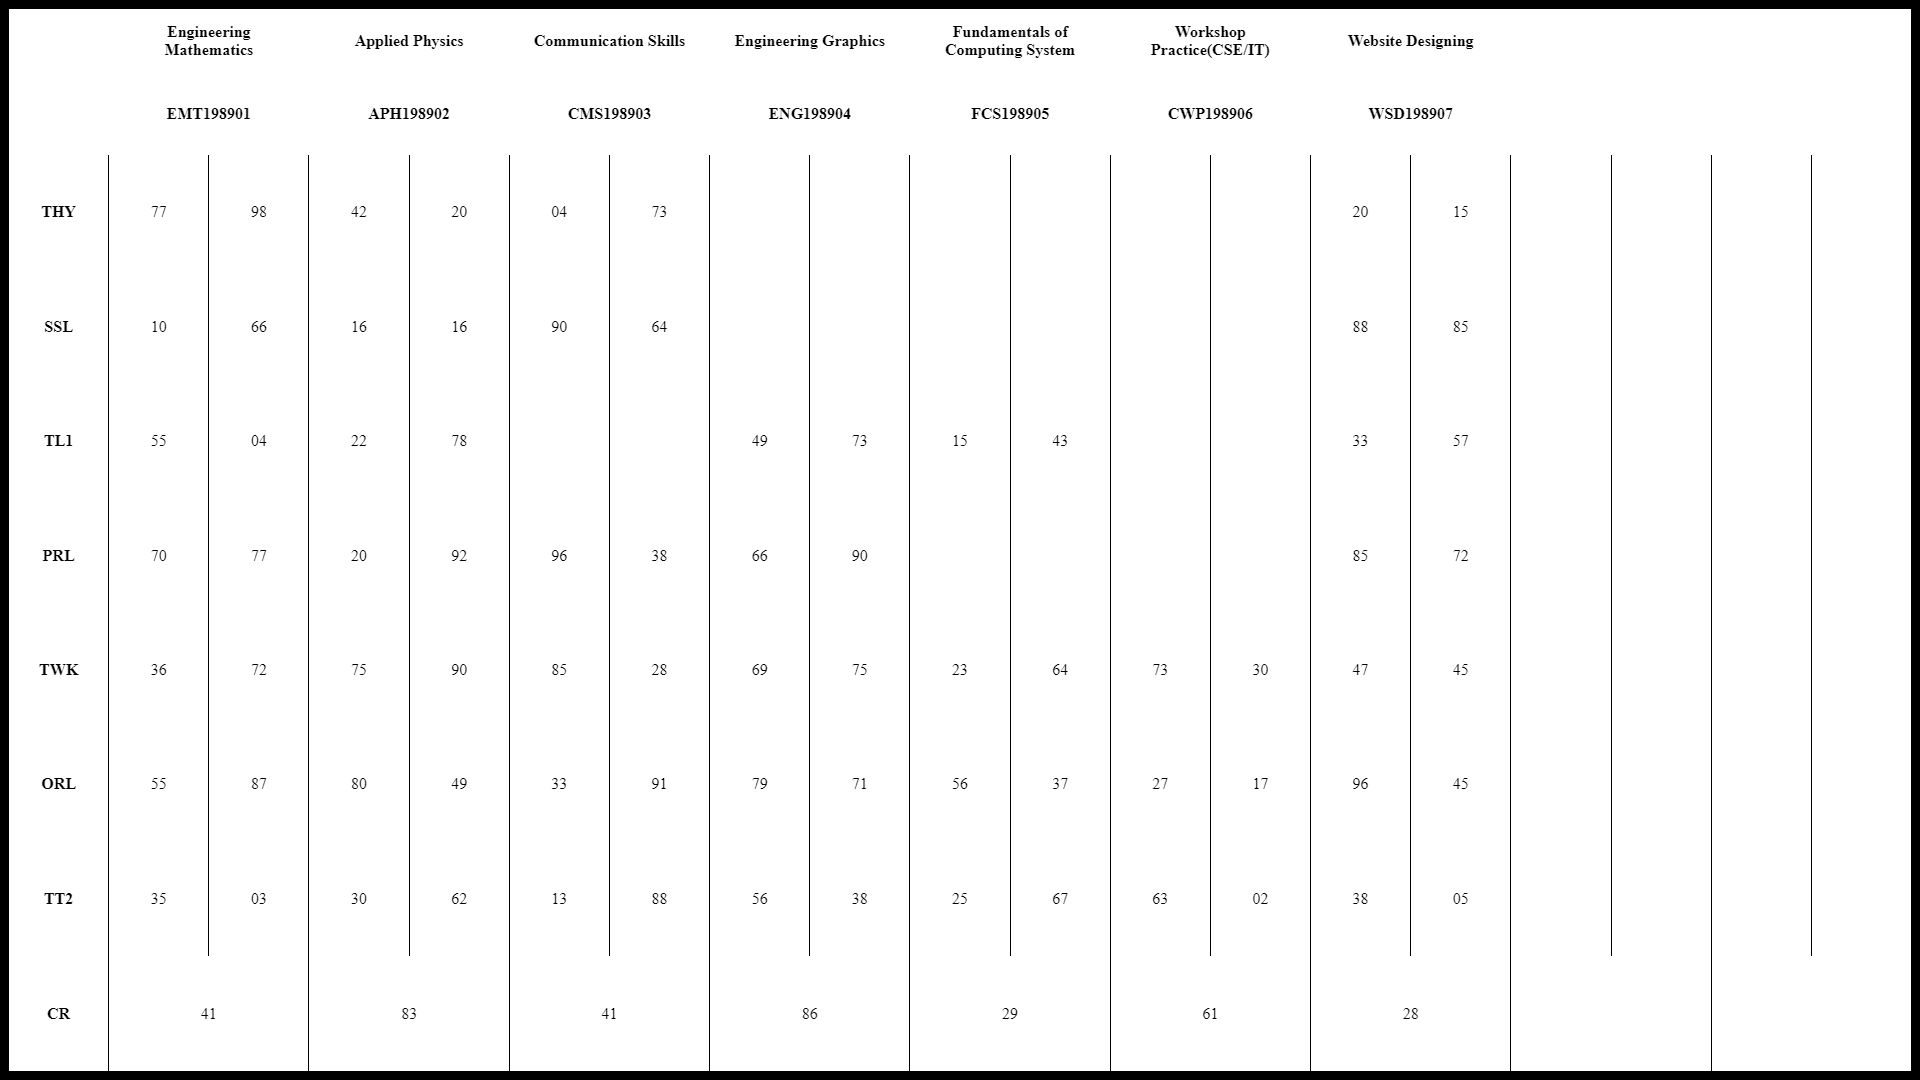 Engineering Mathematics Applied Physics Communication Skills Engineering Graphics Fundamentals of Computing System Workshop Practice(CSE/IT) Website Designing
EMT198901 APH198902 CMS198903 ENG198904 FCS198905 CWP198906 WSD198907
THY 77 98 42 20 04 73 20 15
SSL 10 66 16 16 90 64 88 85
TL1 55 04 22 78 49 73 15 43 33 57
PRL 70 77 20 92 96 38 66 90 85 72
TWK 36 72 75 90 85 28 69 75 23 64 73 30 47 45
ORL 55 87 80 49 33 91 79 71 56 37 27 17 96 45
TT2 35 03 30 62 13 88 56 38 25 67 63 02 38 05
CR 41 83 41 86 29 61 28